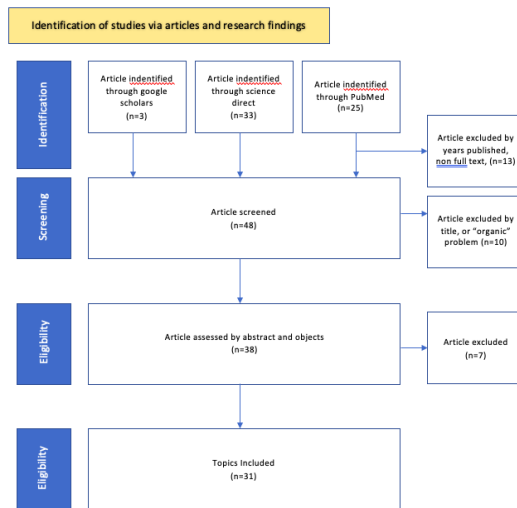 Identification of studies via articles and research findings
Identification
Article indentified
through google
scholars
(n=3)
Article indentified
through science
direct
(n=33)
Article indentified
through PubMed
(n=25)
Article excluded by
years published,
non full text, (n=13)
Screening
Article screened
(n=48)
Article excluded by
title, or “organic”
problem (n=10)
Eligibility
Article assessed by abstract and objects
(n=38)
Article excluded
(n=7)
Eligibility
Topics Included
(n=31)